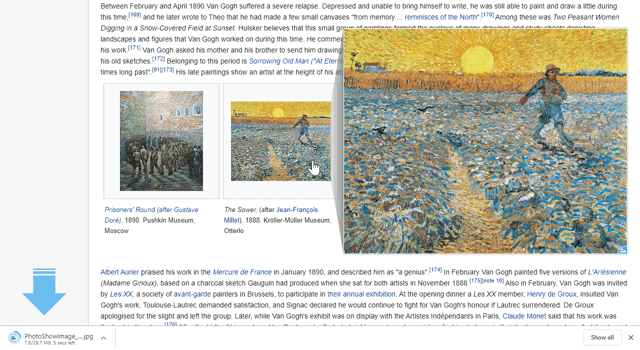 Between February and April 1890 Van Gogh suffered a severe relapse. Depressed and unable to bring himself to write, he was still able to paint and draw a little during
this time,[169] and he later wrote to Theo that he had made a few small canvases "from memory ... reminisces of the North".[170] Among these was Two Peasant Women
Digging in a Snow-Covered Field at Sunset. Hulsker believes that this small group of paintings formed the nucleus of many drawings and study sheets depicting
landscapes and figures that Van Gogh worked on during this time. He comme
his work.[171] Van Gogh asked his mother and his brother to send him drawing
his old sketches.[172] Belonging to this period is Sorrowing Old Man ("At Etern
times long past".[91][173] His late paintings show an artist at the height of his a
Prisoners' Round (after Gustave
Doré), 1890. Pushkin Museum,
Moscow
The Sower, (after Jean-François
Millet), 1888. Kröller-Müller Museum,
Otterlo
Albert Aurier praised his work in the Mercure de France in January 1890, and described him as "a genius".[174] In February Van Gogh painted five versions of L'Arlésienne
(Madame Ginoux), based on a charcoal sketch Gauguin had produced when she sat for both artists in November 1888.[175][note 10] Also in February, Van Gogh was invited
by Les XX, a society of avant-garde painters in Brussels, to participate in their annual exhibition. At the opening dinner a Les XX member, Henry de Groux, insulted Van
Gogh's work. Toulouse-Lautrec demanded satisfaction, and Signac declared he would continue to fight for Van Gogh's honour if Lautrec surrendered. De Groux
apologised for the slight and left the group. Later, while Van Gogh's exhibit was on display with the Artistes Indépendants in Paris, Claude Monet said that his work was
PhotoShowImage_...jpg
7.6/29.7 MB, 5 secs left
Show all